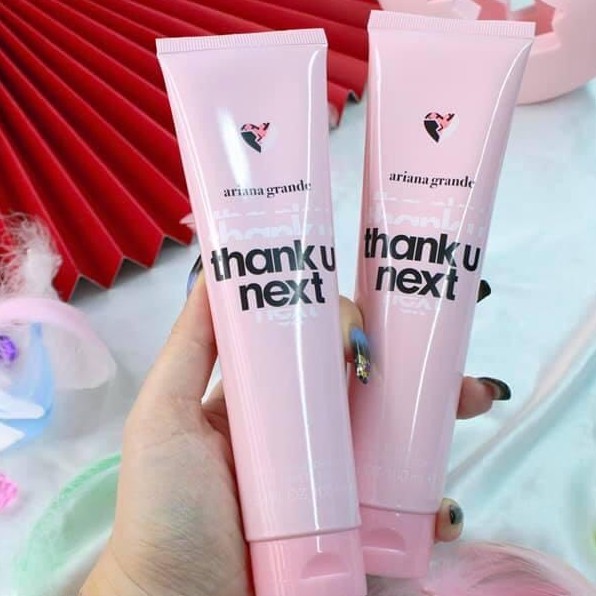 ariana grande
thank u
next
ariana grande
thank u
next